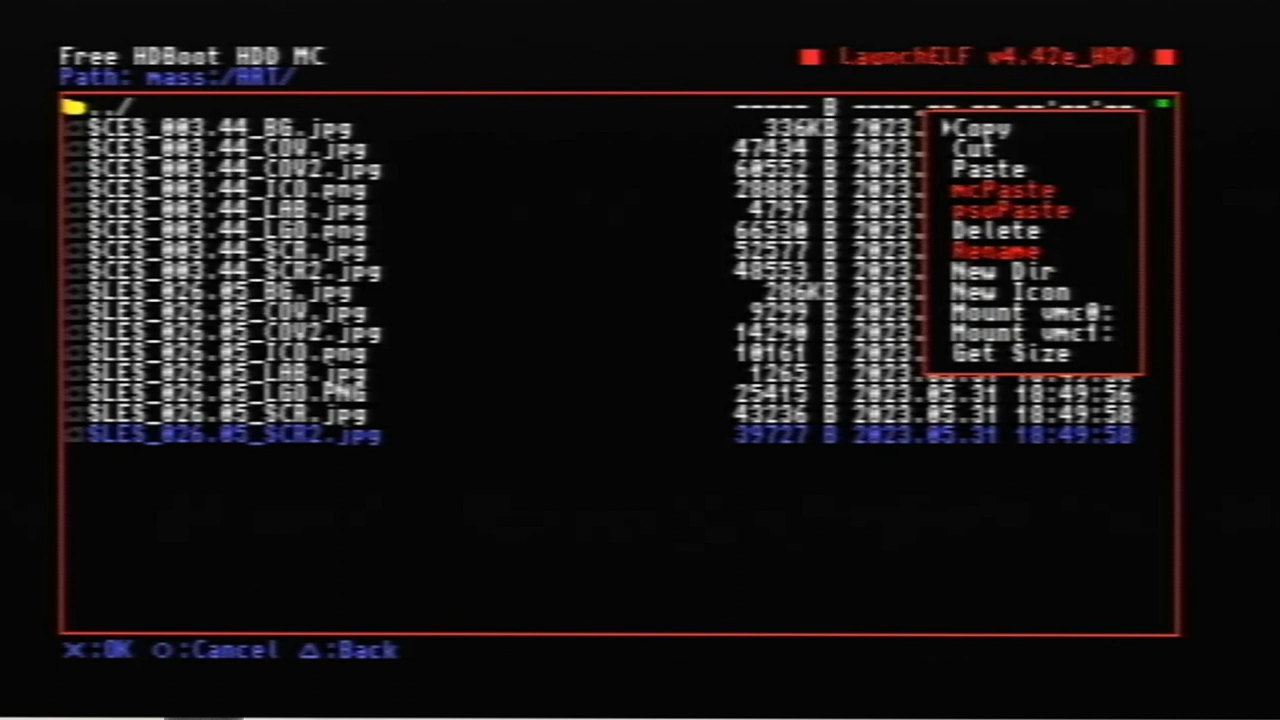 Free HDBoot HDD MC
LaunchELF v4.42e_HDD
Path: mass:/ART/
../ ----- B ---- -- -- --:--:--
SCES_003.44_BG.jpg 336KB 2023.
SCES_003.44_COV.jpg 47434 B 2023.
SCES_003.44_COV2.jpg 60552 B 2023.
SCES_003.44_ICO.png 28882 B 2023.
SCES_003.44_LAB.jpg 4797 B 2023.
SCES_003.44_LGO.png 66530 B 2023.
SCES_003.44_SCR.jpg 52577 B 2023.
SCES_003.44_SCR2.jpg 48553 B 2023.
SLES_026.05_BG.jpg 286KB 2023.
SLES_026.05_COV.jpg 9299 B 2023.
SLES_026.05_COV2.jpg 14290 B 2023.
SLES_026.05_ICO.png 10161 B 2023.
SLES_026.05_LAB.jpg 1265 B 2023.
SLES_026.05_LGO.PNG 25415 B 2023.05.31 18:49:56
SLES_026.05_SCR.jpg 43236 B 2023.05.31 18:49:58
SLES_026.05_SCR2.jpg 39727 B 2023.05.31 18:49:58
Copy
Cut
Paste
mcPaste
psuPaste
Delete
Rename
New Dir
New Icon
Mount vmc0:
Mount vmc1:
Get Size
X:OK O:Cancel △:Back